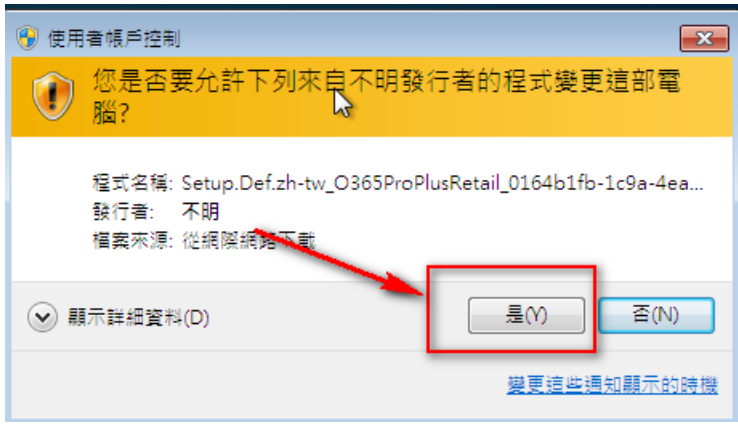 使用者帳戶控制
您是否要允許下列來自不明發行者的程式變更這部電
腦?
程式名稱: Setup.Def.zh-tw_O365ProPlusRetail_0164b1fb-1c9a-4ea...
發行者: 不明
檔案來源: 從網際網路下載
顯示詳細資料(D)
是(Y)
否(N)
變更這些通知顯示的時機